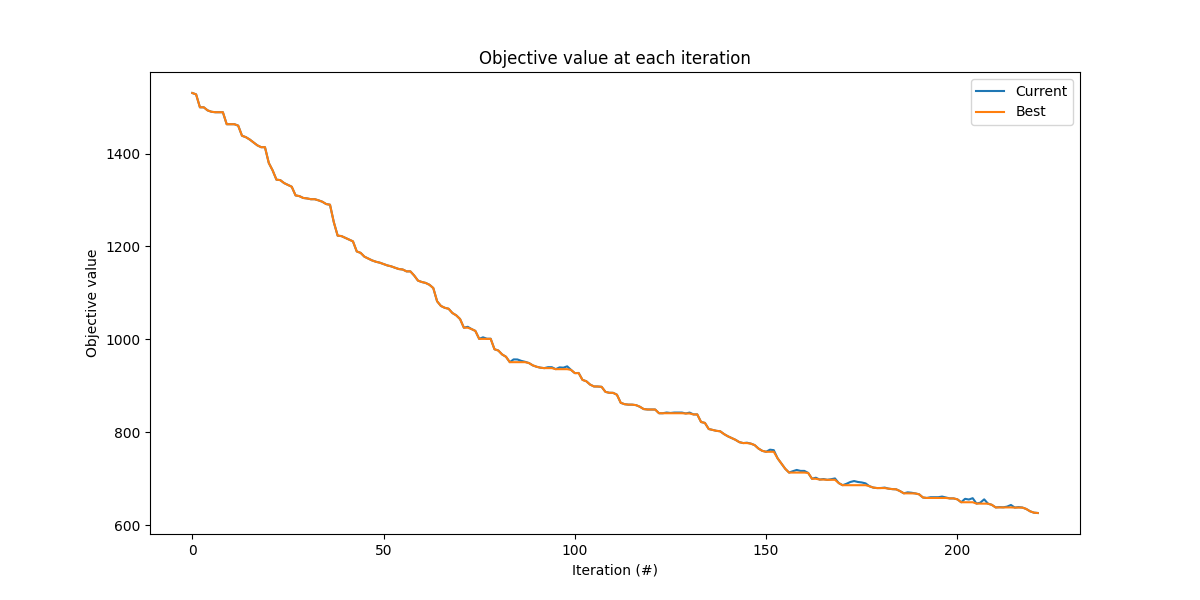 Objective value at each iteration
Current
Best
Objective value
1400
1200
1000
800
600
0
50
100
150
200
Iteration (#)